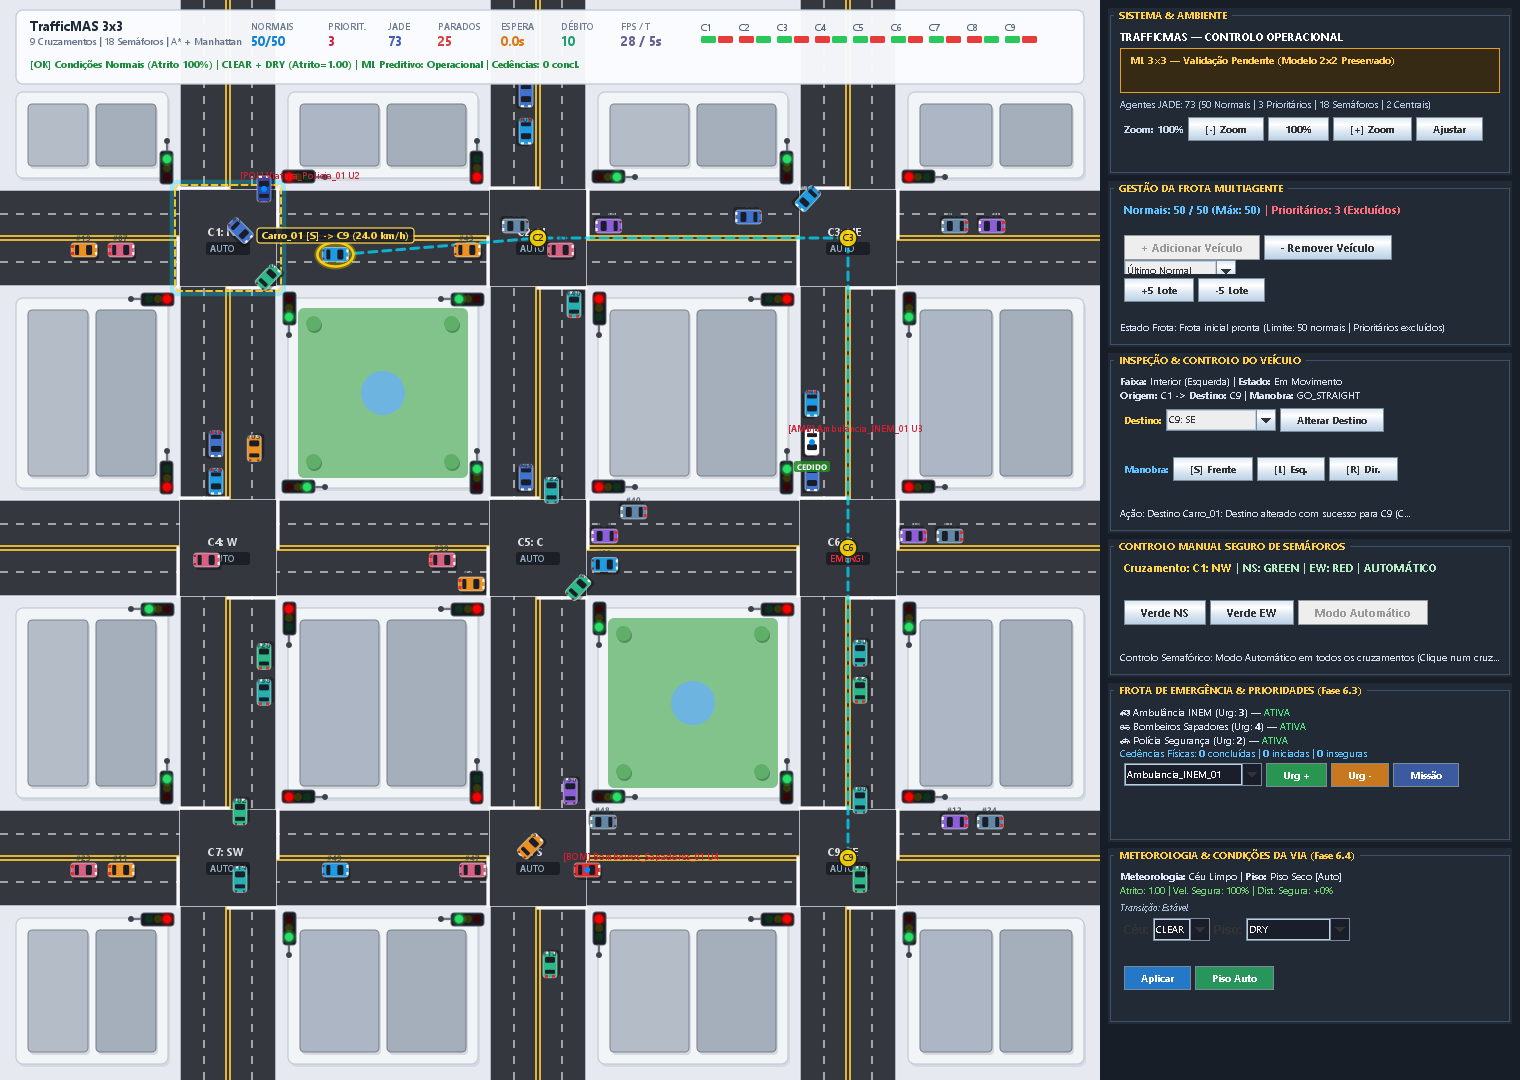 TrafficMAS 3x3
9 Cruzamentos | 18 Semáforos | A* + Manhattan
NORMAIS
50/50
PRIORIT.
3
JADE
73
PARADOS
25
ESPERA
0.0s
DÉBITO
10
FPS / T
28 / 5s
C1 C2 C3 C4 C5 C6 C7 C8 C9
[OK] Condições Normais (Atrito 100%) | CLEAR + DRY (Atrito=1.00) | ML Preditivo: Operacional | Cedências: 0 concl.
Carro_01 [S] -> C9 (24.0 km/h)
AUTO
C2
AUTO
C3
AUTO
CEDIDO
C4: W
C5: C
AUTO
C6
C7: SW
AUTO
AUTO
C9
SISTEMA & AMBIENTE
TRAFFICMAS — CONTROLO OPERACIONAL
ML 3×3 — Validação Pendente (Modelo 2x2 Preservado)
Agentes JADE: 73 (50 Normais | 3 Prioritários | 18 Semáforos | 2 Centrais)
Zoom: 100%
[-] Zoom
100%
[+] Zoom
Ajustar
GESTÃO DA FROTA MULTIAGENTE
Normais: 50 / 50 (Máx: 50) | Prioritários: 3 (Excluídos)
+ Adicionar Veículo
- Remover Veículo
Último Normal
+5 Lote
-5 Lote
Estado Frota: Frota inicial pronta (Limite: 50 normais | Prioritários excluídos)
INSPEÇÃO & CONTROLO DO VEÍCULO
Faixa: Interior (Esquerda) | Estado: Em Movimento
Origem: C1 -> Destino: C9 | Manobra: GO_STRAIGHT
Destino:
C9: SE
Alterar Destino
Manobra:
[S] Frente
[L] Esq.
[R] Dir.
Ação: Destino Carro_01: Destino alterado com sucesso para C9 (C...
CONTROLO MANUAL SEGURO DE SEMÁFOROS
Cruzamento: C1: NW | NS: GREEN | EW: RED | AUTOMÁTICO
Verde NS
Verde EW
Modo Automático
Controlo Semafórico: Modo Automático em todos os cruzamentos (Clique num cruz...
FROTA DE EMERGÊNCIA & PRIORIDADES (Fase 6.3)
Ambulância INEM (Urg: 3) — ATIVA
Bombeiros Sapadores (Urg: 4) — ATIVA
Polícia Segurança (Urg: 2) — ATIVA
Cedências Físicas: 0 concluídas | 0 iniciadas | 0 inseguras
Ambulancia_INEM_01
Urg +
Urg -
Missão
METEOROLOGIA & CONDIÇÕES DA VIA (Fase 6.4)
Meteorologia: Céu Limpo | Piso: Piso Seco [Auto]
Atrito: 1.00 | Vel. Segura: 100% | Dist. Segura: +0%
Transição: Estável
Céu:
CLEAR
Piso:
DRY
Aplicar
Piso Auto